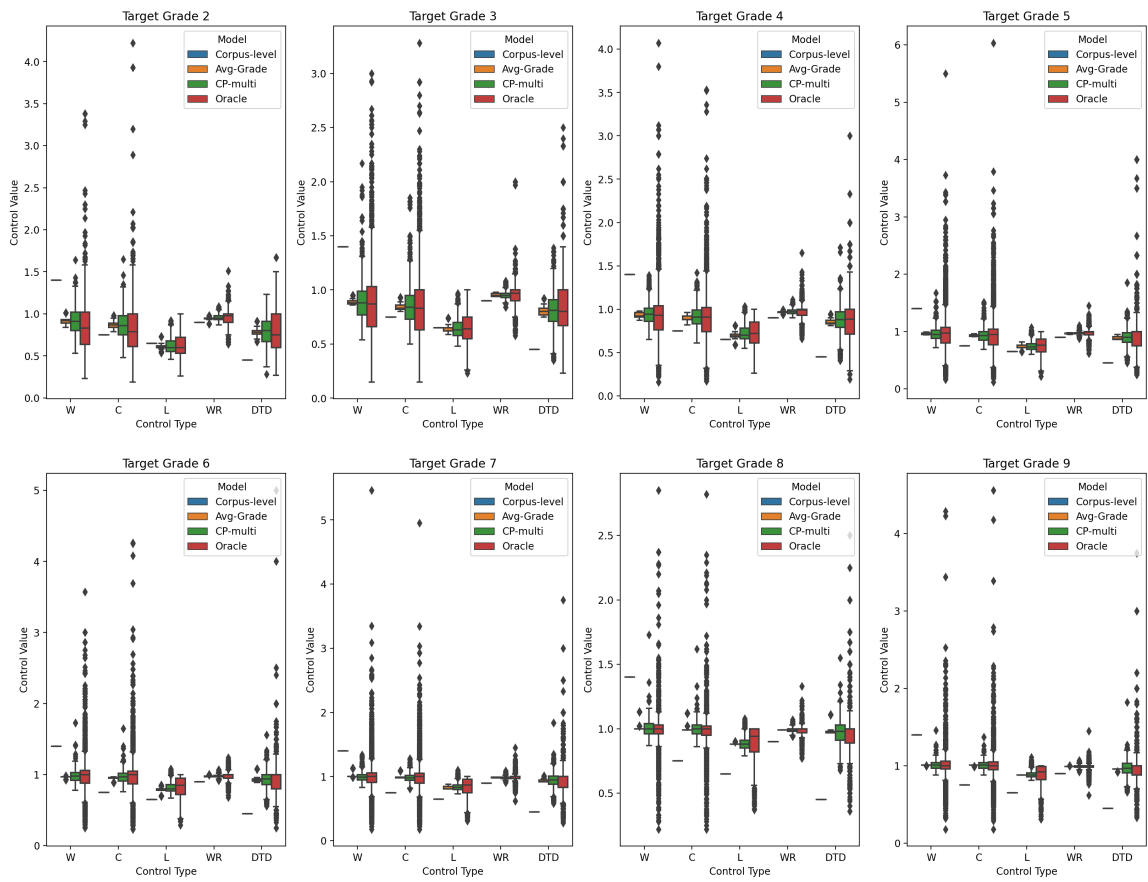 Target Grade 2
Control Value
4.0
3.5
3.0
2.5
2.0
1.5
1.0
0.5
0.0
W C L WR DTD
Control Type
Model
Corpus-level
Avg-Grade
CP-multi
Oracle
Target Grade 3
Control Value
3.0
2.5
2.0
1.5
1.0
0.5
0.0
W C L WR DTD
Control Type
Model
Corpus-level
Avg-Grade
CP-multi
Oracle
Target Grade 4
Control Value
4.0
3.5
3.0
2.5
2.0
1.5
1.0
0.5
0.0
W C L WR DTD
Control Type
Model
Corpus-level
Avg-Grade
CP-multi
Oracle
Target Grade 5
Control Value
6
5
4
3
2
1
0
W C L WR DTD
Control Type
Model
Corpus-level
Avg-Grade
CP-multi
Oracle
Target Grade 6
Control Value
5
4
3
2
1
0
W C L WR DTD
Control Type
Model
Corpus-level
Avg-Grade
CP-multi
Oracle
Target Grade 7
Control Value
5
4
3
2
1
0
W C L WR DTD
Control Type
Model
Corpus-level
Avg-Grade
CP-multi
Oracle
Target Grade 8
Control Value
2.5
2.0
1.5
1.0
0.5
W C L WR DTD
Control Type
Model
Corpus-level
Avg-Grade
CP-multi
Oracle
Target Grade 9
Control Value
4
3
2
1
0
W C L WR DTD
Control Type
Model
Corpus-level
Avg-Grade
CP-multi
Oracle